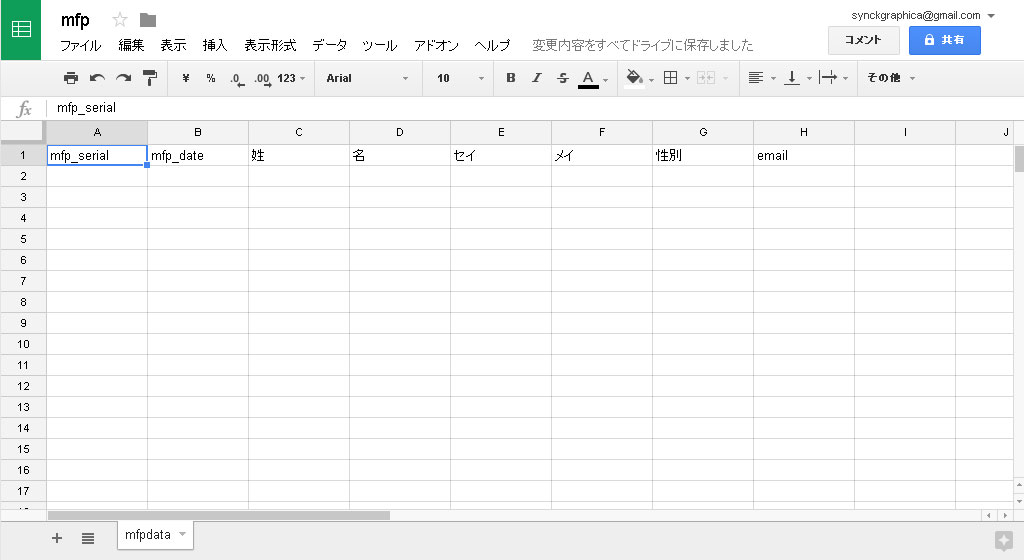 mfp
synckgraphica@gmail.com
ファイル 編集 表示 挿入 表示形式 データ ツール アドオン ヘルプ 変更内容をすべてドライブに保存しました
コメント 共有
¥ % .0 .00 123 Arial 10 B I S A その他
fx mfp_serial
A B C D E F G H I J
1 mfp_serial mfp_date 姓 名 セイ メイ 性別 email
2
3
4
5
6
7
8
9
10
11
12
13
14
15
16
17
mfpdata